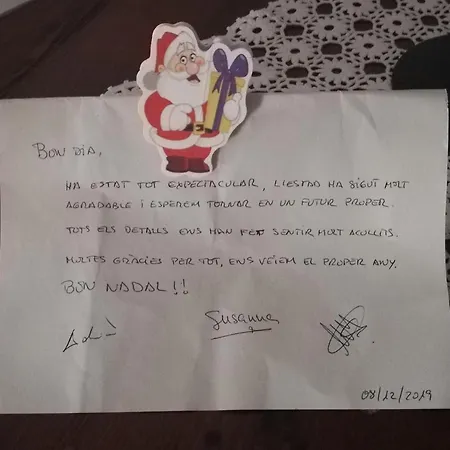 BON DIA,
HA ESTAT TOT ESPECTACULAR, L'ESTAD HA SIGUT MOLT
AGRADABLE I ESPEREM TORNAR EN UN FUTUR PROPER.
TOTS ELS DETALLS ENS HAN FET SENTIR MOLT ACOLLITS.
MOLTES GRÀCIES PER TOT, ENS VEIEM EL PROPER ANY.
BON NADAL!!
Susanna
08/12/2019